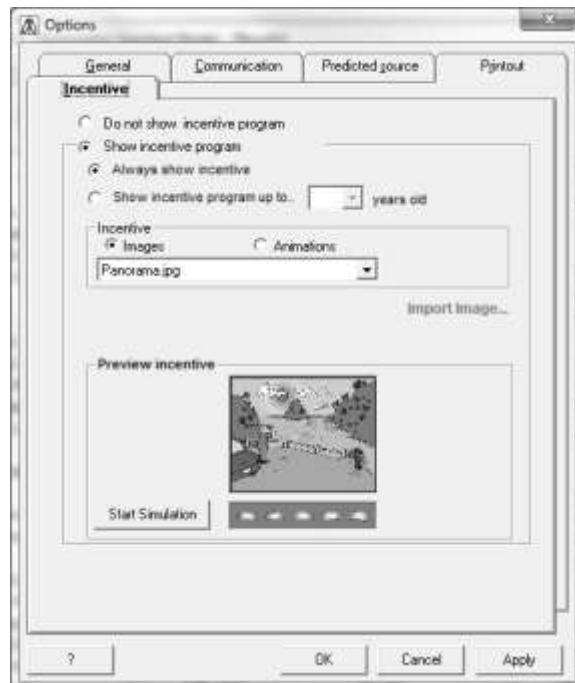 Options
General
Communication
Predicted source
Printout
Incentive
Do not show incentive program
Show incentive program
Always show incentive
Show incentive program up to..
years old
Incentive
Images
Animations
Panorama.jpg
Import Image...
Preview incentive
Start Simulation
?
OK
Cancel
Apply